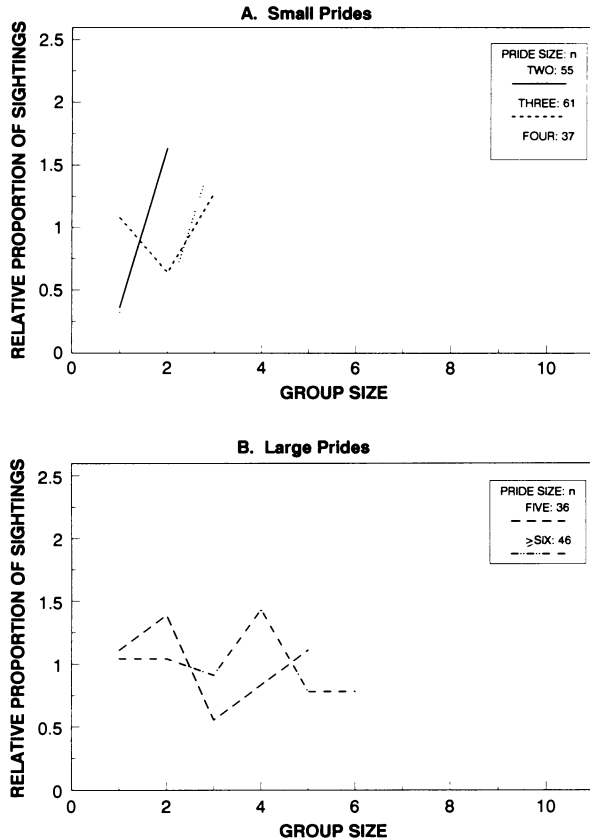 A. Small Prides
RELATIVE PROPORTION OF SIGHTINGS
2.5
2
1.5
1
0.5
0
0 2 4 6 8 10
GROUP SIZE
PRIDE SIZE: n
TWO: 55
THREE: 61
FOUR: 37
B. Large Prides
RELATIVE PROPORTION OF SIGHTINGS
2.5
2
1.5
1
0.5
0
0 2 4 6 8 10
GROUP SIZE
PRIDE SIZE: n
FIVE: 36
≥SIX: 46